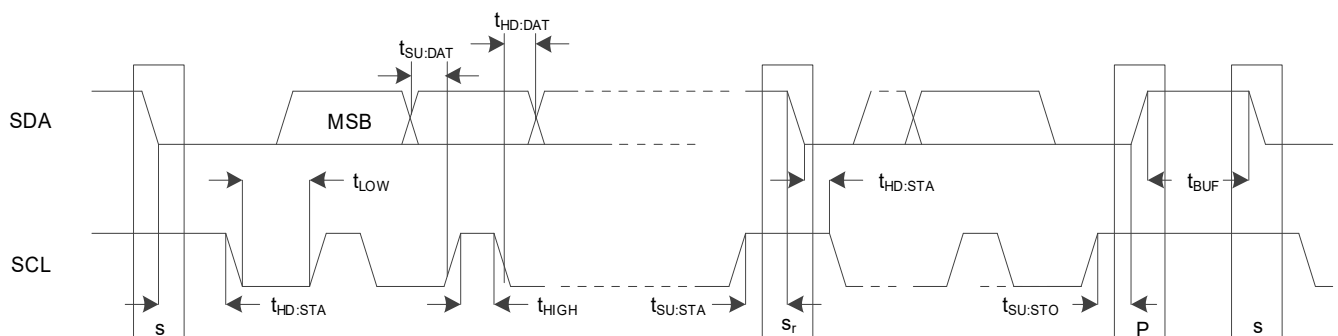 tHD:DAT
tSU:DAT
SDA
MSB
tLOW
tHD:STA
tBUF
SCL
tHD:STA
tHIGH
tSU:STA
tSU:STO
s
sr
P
s